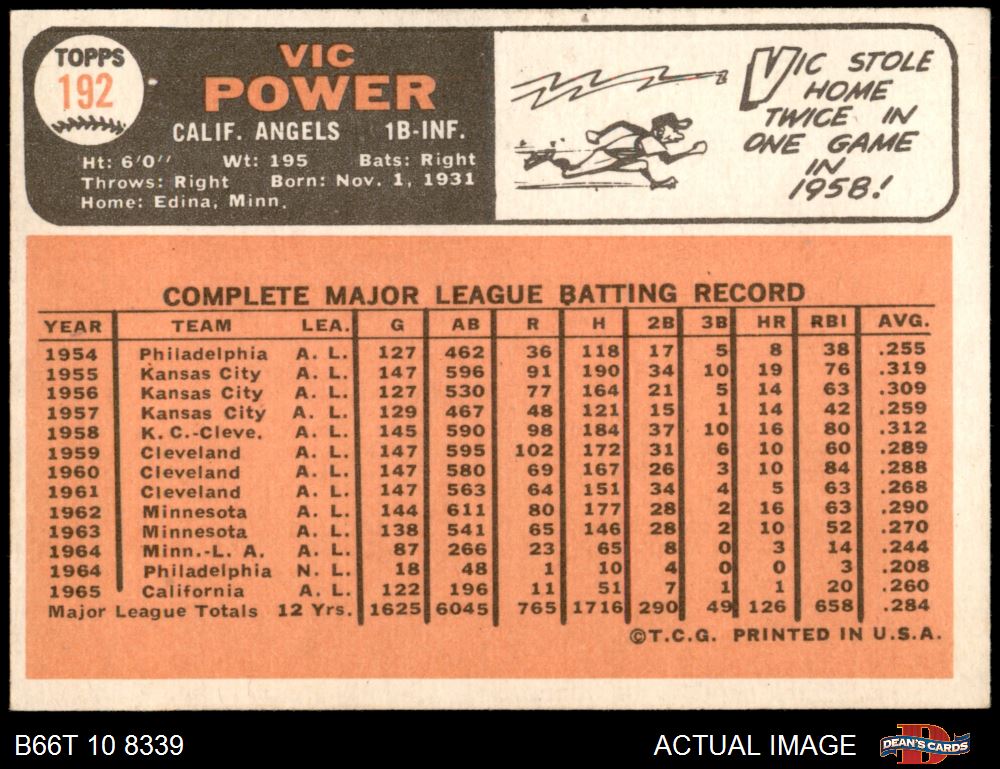 TOPPS
192
VIC
POWER
CALIF. ANGELS 1B-INF.
Ht: 6'0'' Wt: 195 Bats: Right
Throws: Right Born: Nov. 1, 1931
Home: Edina, Minn.
VIC STOLE
HOME
TWICE IN
ONE GAME
IN
1958!
COMPLETE MAJOR LEAGUE BATTING RECORD
YEAR TEAM LEA. G AB R H 2B 3B HR RBI AVG.
1954 Philadelphia A. L. 127 462 36 118 17 5 8 38 .255
1955 Kansas City A. L. 147 596 91 190 34 10 19 76 .319
1956 Kansas City A. L. 127 530 77 164 21 5 14 63 .309
1957 Kansas City A. L. 129 467 48 121 15 1 14 42 .259
1958 K. C.-Cleve. A. L. 145 590 98 184 37 10 16 80 .312
1959 Cleveland A. L. 147 595 102 172 31 6 10 60 .289
1960 Cleveland A. L. 147 580 69 167 26 3 10 84 .288
1961 Cleveland A. L. 147 563 64 151 34 4 5 63 .268
1962 Minnesota A. L. 144 611 80 177 28 2 16 63 .290
1963 Minnesota A. L. 138 541 65 146 28 2 10 52 .270
1964 Minn.-L. A. A. L. 87 266 23 65 8 0 3 14 .244
1964 Philadelphia N. L. 18 48 1 10 4 0 0 3 .208
1965 California A. L. 122 196 11 51 7 1 1 20 .260
Major League Totals 12 Yrs. 1625 6045 765 1716 290 49 126 658 .284
©T.C.G. PRINTED IN U.S.A.
B66T 10 8339 ACTUAL IMAGE DEAN'S CARDS